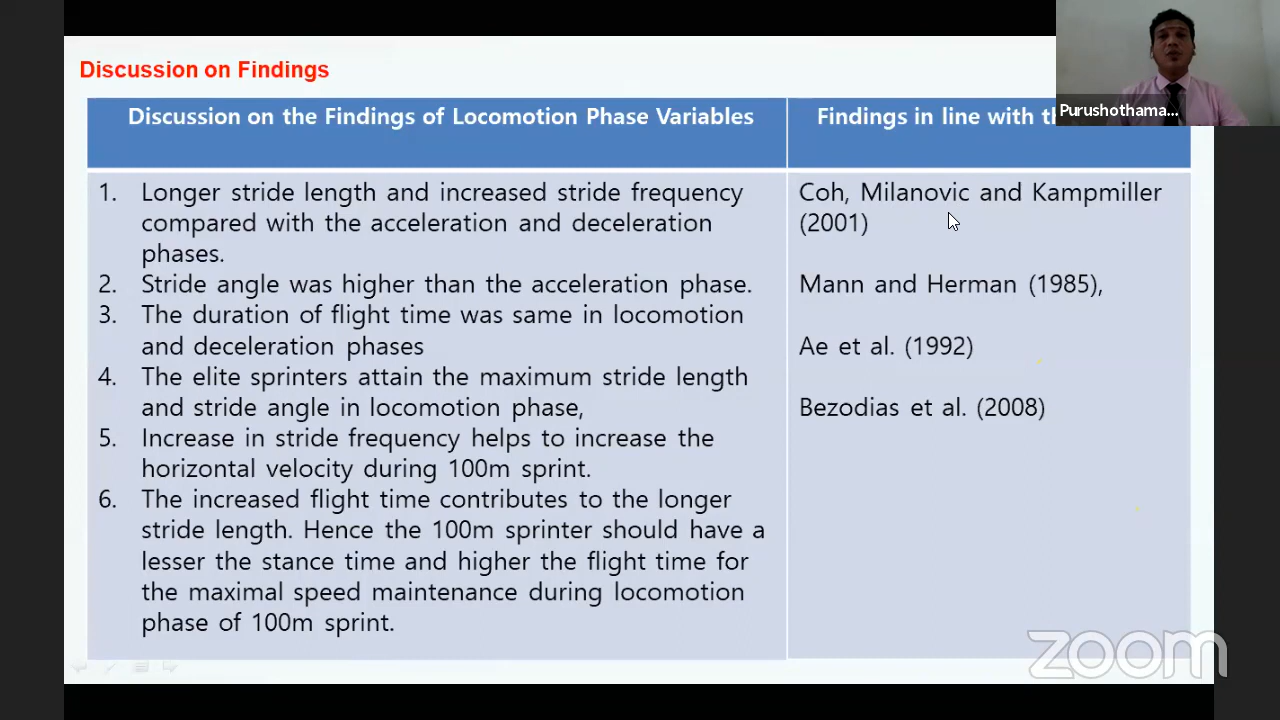 Discussion on Findings
Discussion on the Findings of Locomotion Phase Variables
Findings in line with
Purushothama...
1. Longer stride length and increased stride frequency
compared with the acceleration and deceleration
phases.
2. Stride angle was higher than the acceleration phase.
3. The duration of flight time was same in locomotion
and deceleration phases
4. The elite sprinters attain the maximum stride length
and stride angle in locomotion phase,
5. Increase in stride frequency helps to increase the
horizontal velocity during 100m sprint.
6. The increased flight time contributes to the longer
stride length. Hence the 100m sprinter should have a
lesser the stance time and higher the flight time for
the maximal speed maintenance during locomotion
phase of 100m sprint.
Coh, Milanovic and Kampmiller
(2001)
Mann and Herman (1985),
Ae et al. (1992)
Bezodias et al. (2008)
zoom